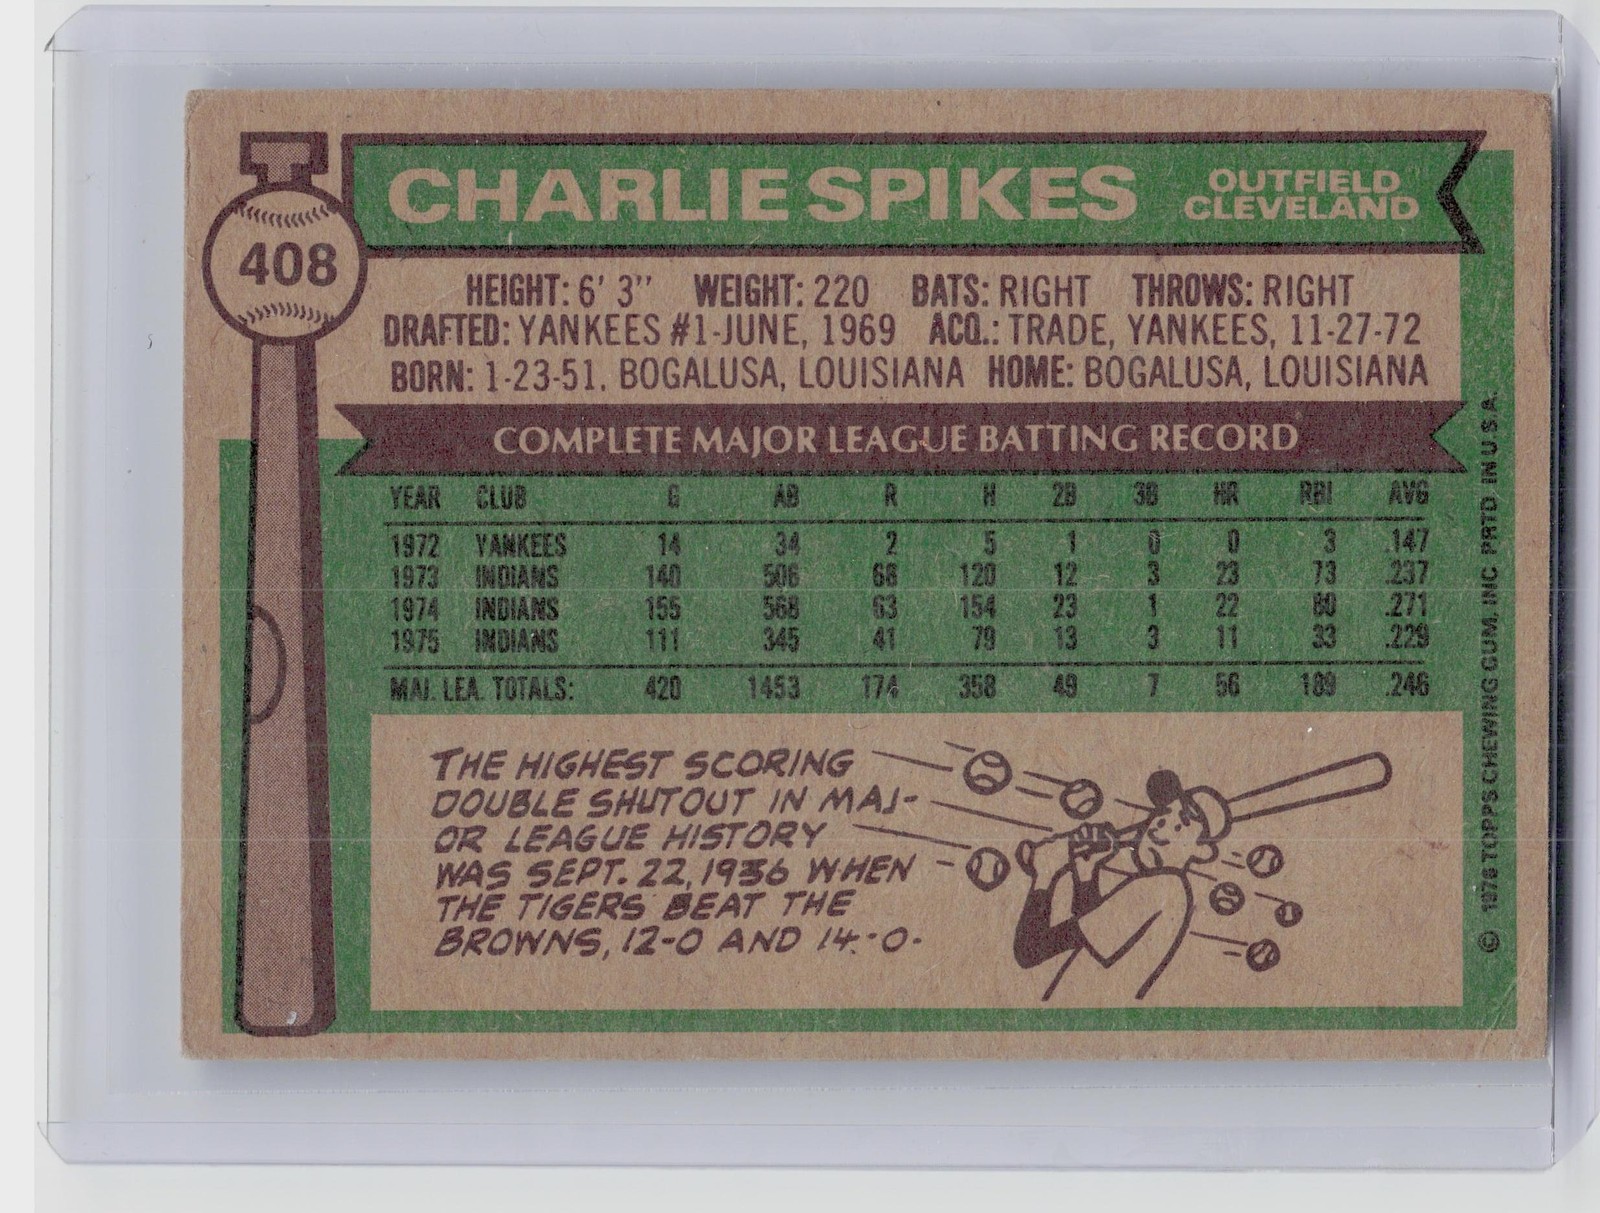 408
CHARLIE SPIKES
OUTFIELD
CLEVELAND
HEIGHT: 6' 3" WEIGHT: 220 BATS: RIGHT THROWS: RIGHT
DRAFTED: YANKEES #1-JUNE, 1969 ACQ.: TRADE, YANKEES, 11-27-72
BORN: 1-23-51, BOGALUSA, LOUISIANA HOME: BOGALUSA, LOUISIANA
COMPLETE MAJOR LEAGUE BATTING RECORD
YEAR CLUB G AB R H 2B 3B HR RBI AVG
1972 YANKEES 14 34 2 5 1 0 0 3 .147
1973 INDIANS 140 506 68 120 12 3 23 73 .237
1974 INDIANS 155 568 63 154 23 1 22 80 .271
1975 INDIANS 111 345 41 79 13 3 11 33 .229
MAJ. LEA. TOTALS: 420 1453 174 358 49 7 56 189 .246
THE HIGHEST SCORING
DOUBLE SHUTOUT IN MAJ-
OR LEAGUE HISTORY
WAS SEPT. 22, 1936 WHEN
THE TIGERS BEAT THE
BROWNS, 12-0 AND 14-0.
© 1976 TOPPS CHEWING GUM, INC. PRTD. IN U.S.A.